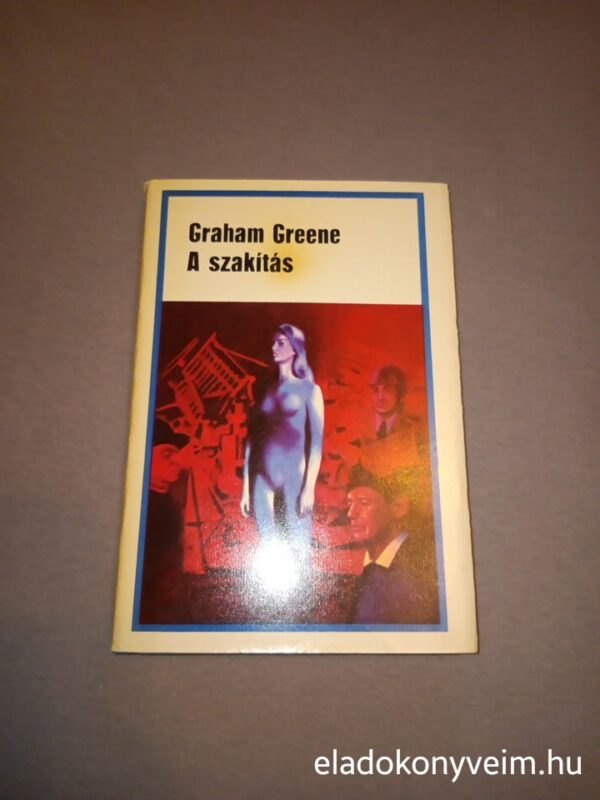 Graham Greene
A szakítás
eladokonyveim.hu